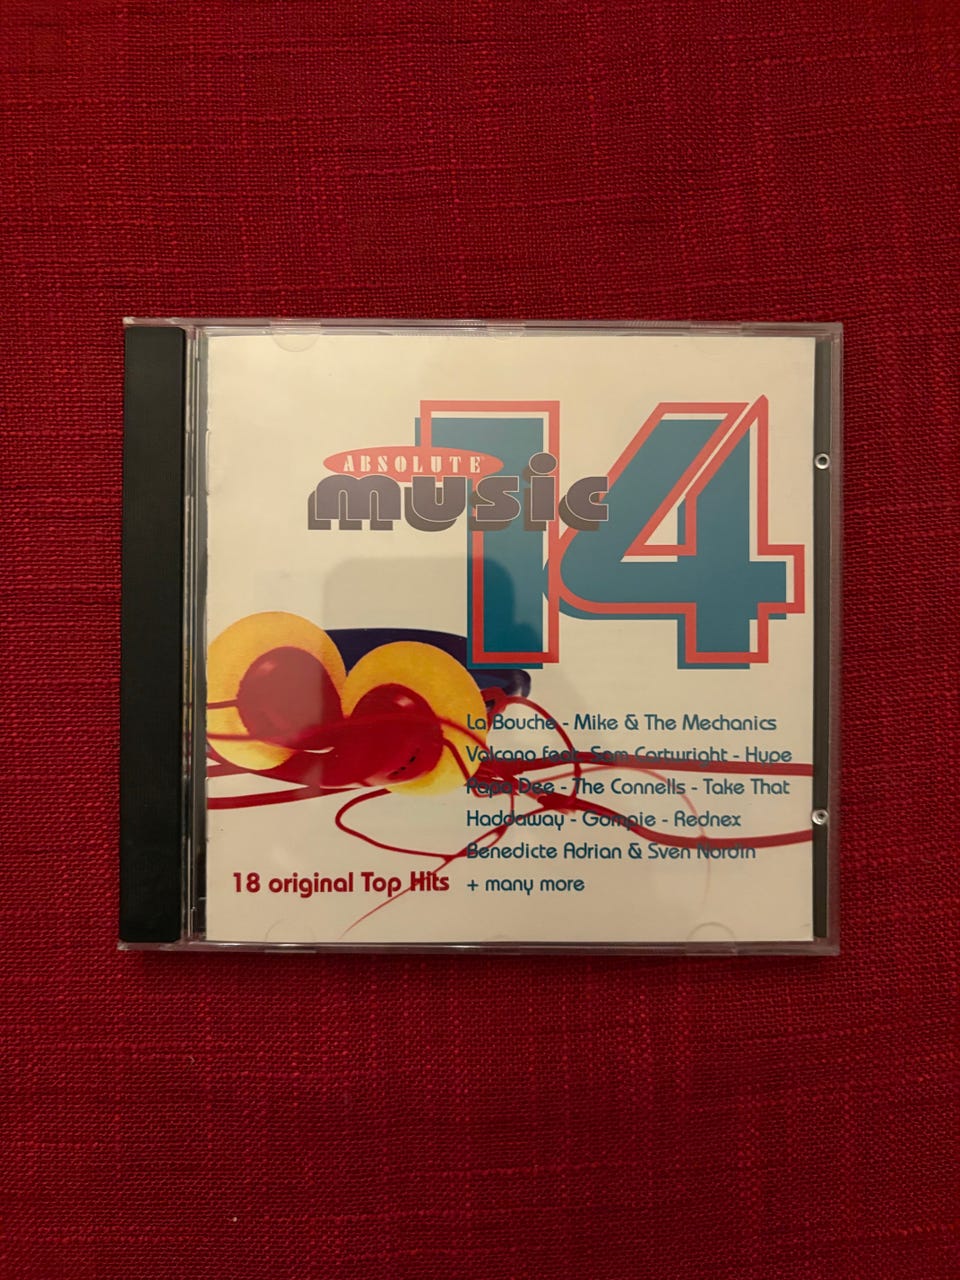 ABSOLUTE
music
14
La Bouche - Mike & The Mechanics
Volcano feat. Sam Cartwright - Hype
Papa Dee - The Connells - Take That
Haddaway - Gompie - Rednex
Benedicte Adrian & Sven Nordin
18 original Top Hits
+ many more